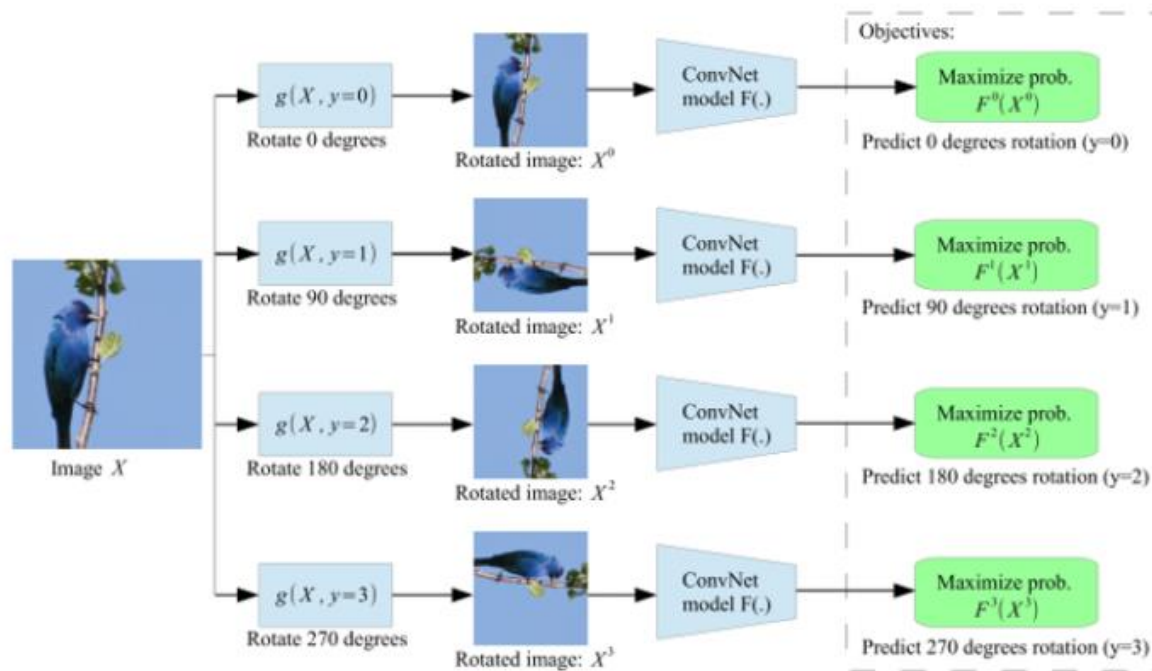 Objectives:
g(X, y=0)
Rotate 0 degrees
Rotated image: X⁰
ConvNet
model F(.)
Maximize prob.
F⁰(X⁰)
Predict 0 degrees rotation (y=0)
g(X, y=1)
Rotate 90 degrees
Rotated image: X¹
ConvNet
model F(.)
Maximize prob.
F¹(X¹)
Predict 90 degrees rotation (y=1)
Image X
g(X, y=2)
Rotate 180 degrees
Rotated image: X²
ConvNet
model F(.)
Maximize prob.
F²(X²)
Predict 180 degrees rotation (y=2)
g(X, y=3)
Rotate 270 degrees
Rotated image: X³
ConvNet
model F(.)
Maximize prob.
F³(X³)
Predict 270 degrees rotation (y=3)